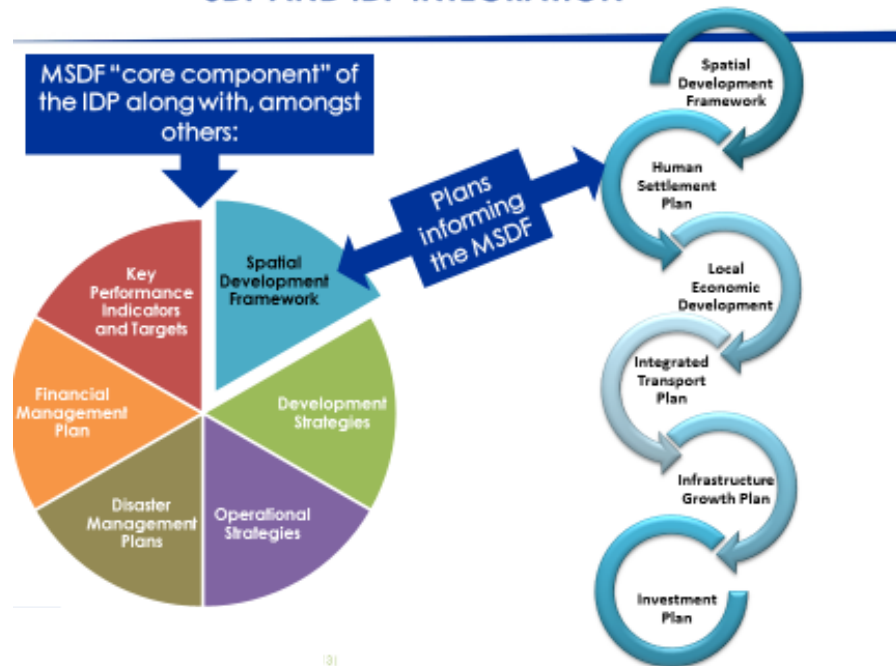 MSDF "core component" of
the IDP along with, amongst
others:
Plans
informing
the MSDF
Spatial
Development
Framework
Key
Performance
Indicators
and Targets
Financial
Management
Plan
Development
Strategies
Disaster
Management
Plans
Operational
Strategies
Spatial
Development
Framework
Human
Settlement
Plan
Local
Economic
Development
Integrated
Transport
Plan
Infrastructure
Growth Plan
Investment
Plan
|3|